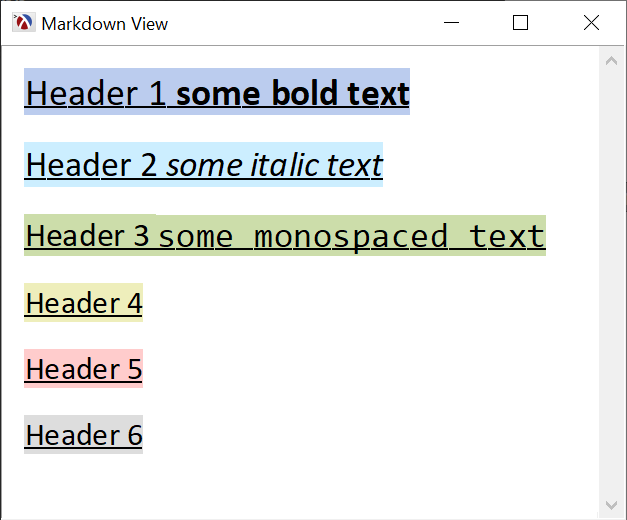 Markdown View
Header 1 some bold text
Header 2 some italic text
Header 3 some monospaced text
Header 4
Header 5
Header 6